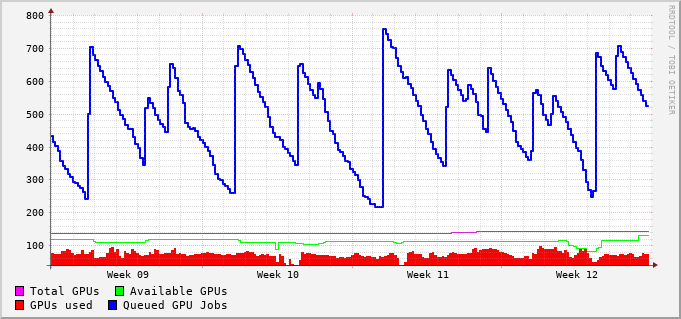 800
700
600
500
400
300
200
100
Week 09 Week 10 Week 11 Week 12
Total GPUs Available GPUs
GPUs used Queued GPU Jobs
RRDTOOL / TOBI OETIKER